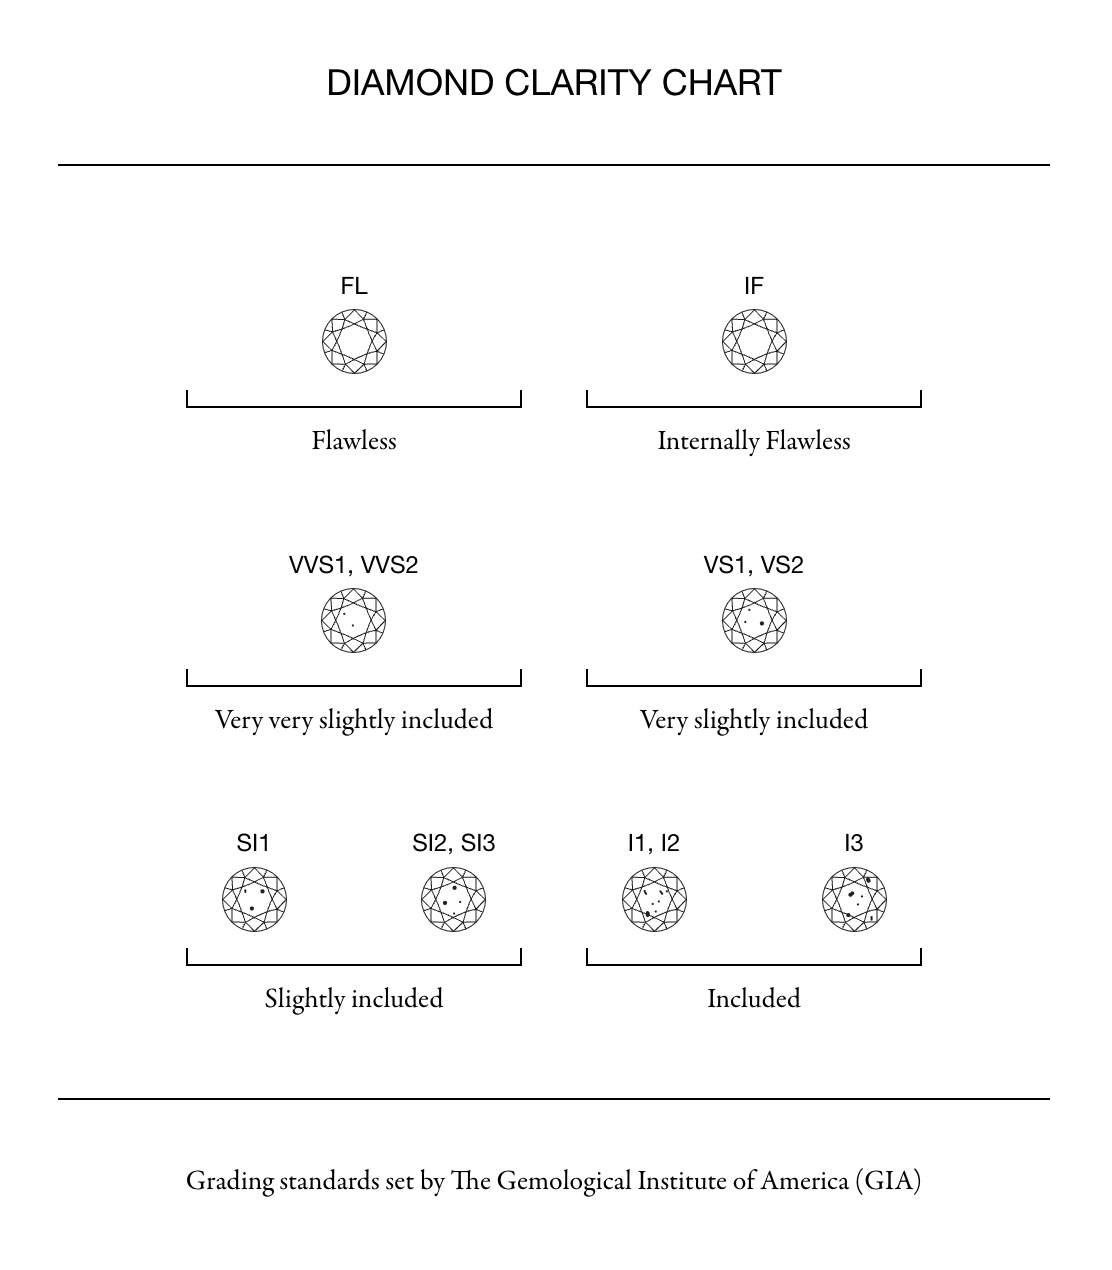 DIAMOND CLARITY CHART
FL
IF
Flawless
Internally Flawless
VVS1, VVS2
VS1, VS2
Very very slightly included
Very slightly included
SI1
SI2, SI3
I1, I2
I3
Slightly included
Included
Grading standards set by The Gemological Institute of America (GIA)